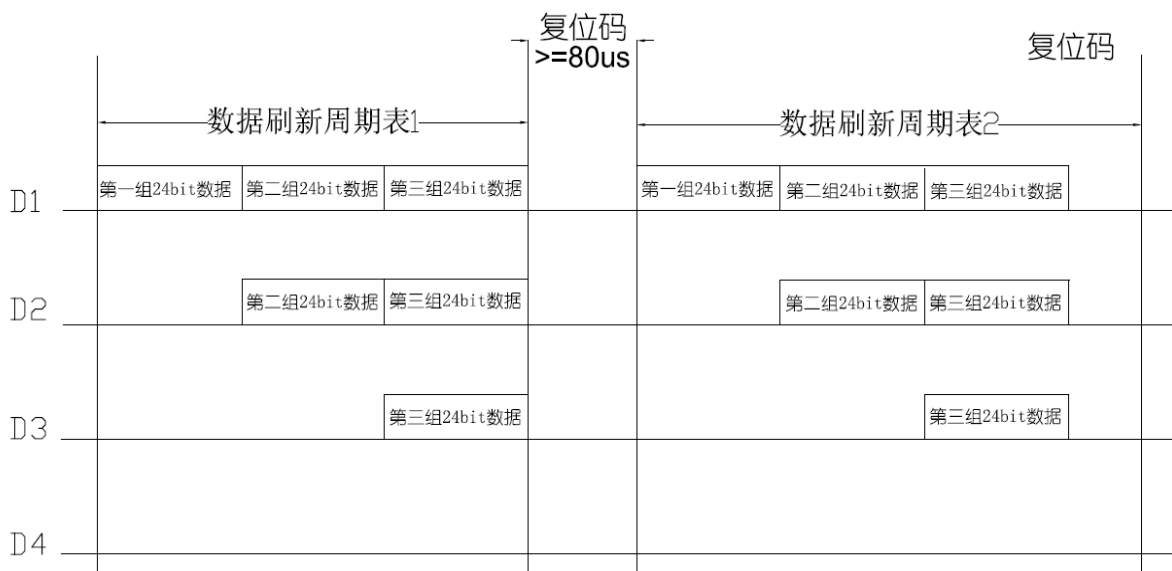 复位码
>=80us
复位码
数据刷新周期表1
数据刷新周期表2
D1
第一组24bit数据
第二组24bit数据
第三组24bit数据
第一组24bit数据
第二组24bit数据
第三组24bit数据
D2
第二组24bit数据
第三组24bit数据
第二组24bit数据
第三组24bit数据
D3
第三组24bit数据
第三组24bit数据
D4